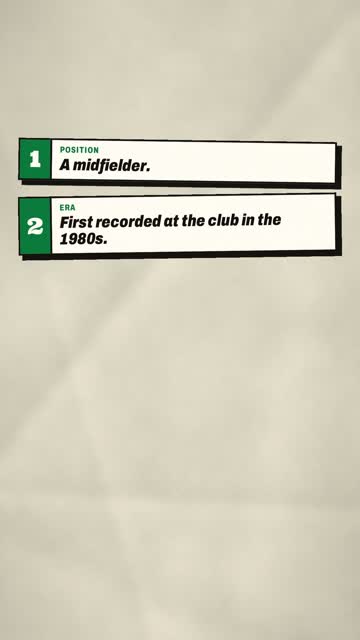 1
POSITION
A midfielder.
2
ERA
First recorded at the club in the
1980s.